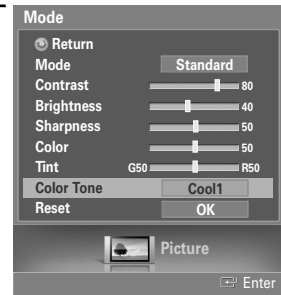 Mode
Return
Mode Standard
Contrast 80
Brightness 40
Sharpness 50
Color 50
Tint G50 R50
Color Tone Cool1
Reset OK
Picture
Enter